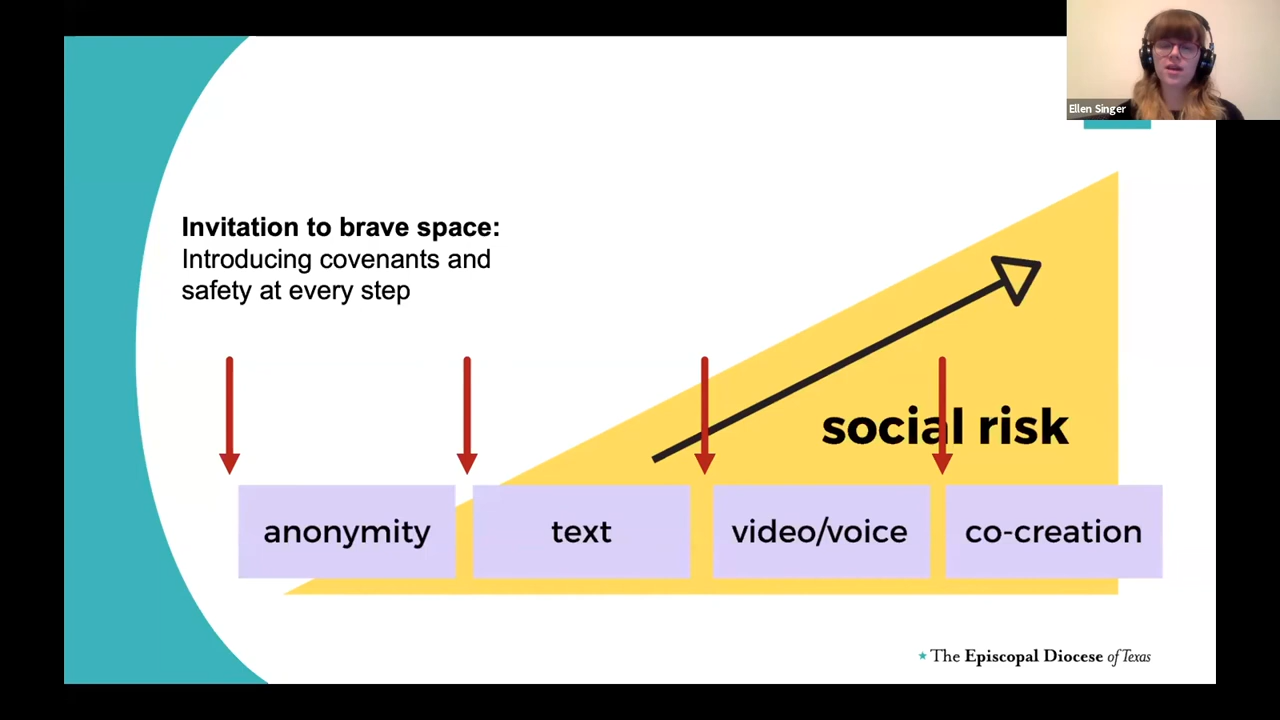 Ellen Singer
Invitation to brave space:
Introducing covenants and
safety at every step
social risk
anonymity
text
video/voice
co-creation
The Episcopal Diocese of Texas